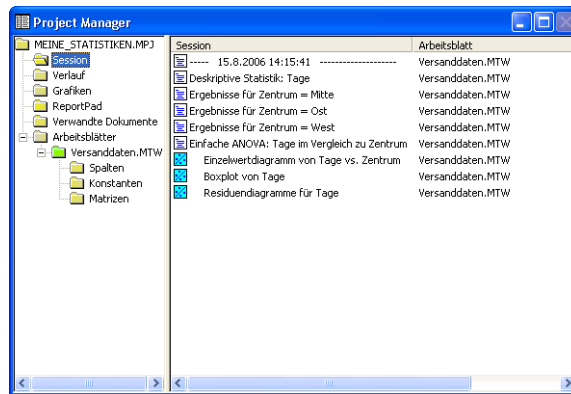 Project Manager
MEINE_STATISTIKEN.MPJ
Session
Verlauf
Grafiken
ReportPad
Verwandte Dokumente
Arbeitsblätter
Versanddaten.MTW
Spalten
Konstanten
Matrizen
Session Arbeitsblatt
----- 15.8.2006 14:15:41 -------------------- Versanddaten.MTW
Deskriptive Statistik: Tage Versanddaten.MTW
Ergebnisse für Zentrum = Mitte Versanddaten.MTW
Ergebnisse für Zentrum = Ost Versanddaten.MTW
Ergebnisse für Zentrum = West Versanddaten.MTW
Einfache ANOVA: Tage im Vergleich zu Zentrum Versanddaten.MTW
Einzelwertdiagramm von Tage vs. Zentrum Versanddaten.MTW
Boxplot von Tage Versanddaten.MTW
Residuendiagramme für Tage Versanddaten.MTW